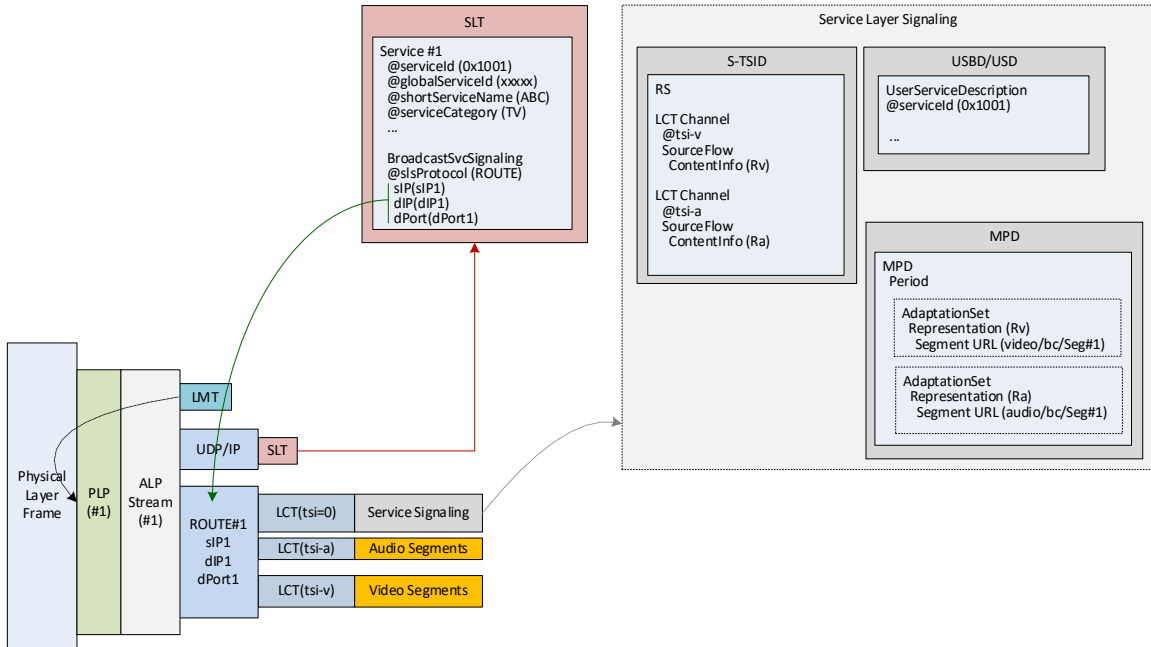 SLT
Service #1
@serviceId (0x1001)
@globalServiceId (xxxxx)
@shortServiceName (ABC)
@serviceCategory (TV)
...
BroadcastSvcSignaling
@slsProtocol (ROUTE)
sIP(sIP1)
dIP(dIP1)
dPort(dPort1)
Service Layer Signaling
S-TSID
RS
LCT Channel
@tsi-v
SourceFlow
ContentInfo (Rv)
LCT Channel
@tsi-a
SourceFlow
ContentInfo (Ra)
USBD/USD
UserServiceDescription
@serviceId (0x1001)
...
MPD
MPD
Period
AdaptationSet
Representation (Rv)
Segment URL (video/bc/Seg#1)
AdaptationSet
Representation (Ra)
Segment URL (audio/bc/Seg#1)
Physical
Layer
Frame
PLP
(#1)
ALP
Stream
(#1)
LMT
UDP/IP
SLT
ROUTE#1
sIP1
dIP1
dPort1
LCT(tsi=0)
Service Signaling
LCT(tsi-a)
Audio Segments
LCT(tsi-v)
Video Segments